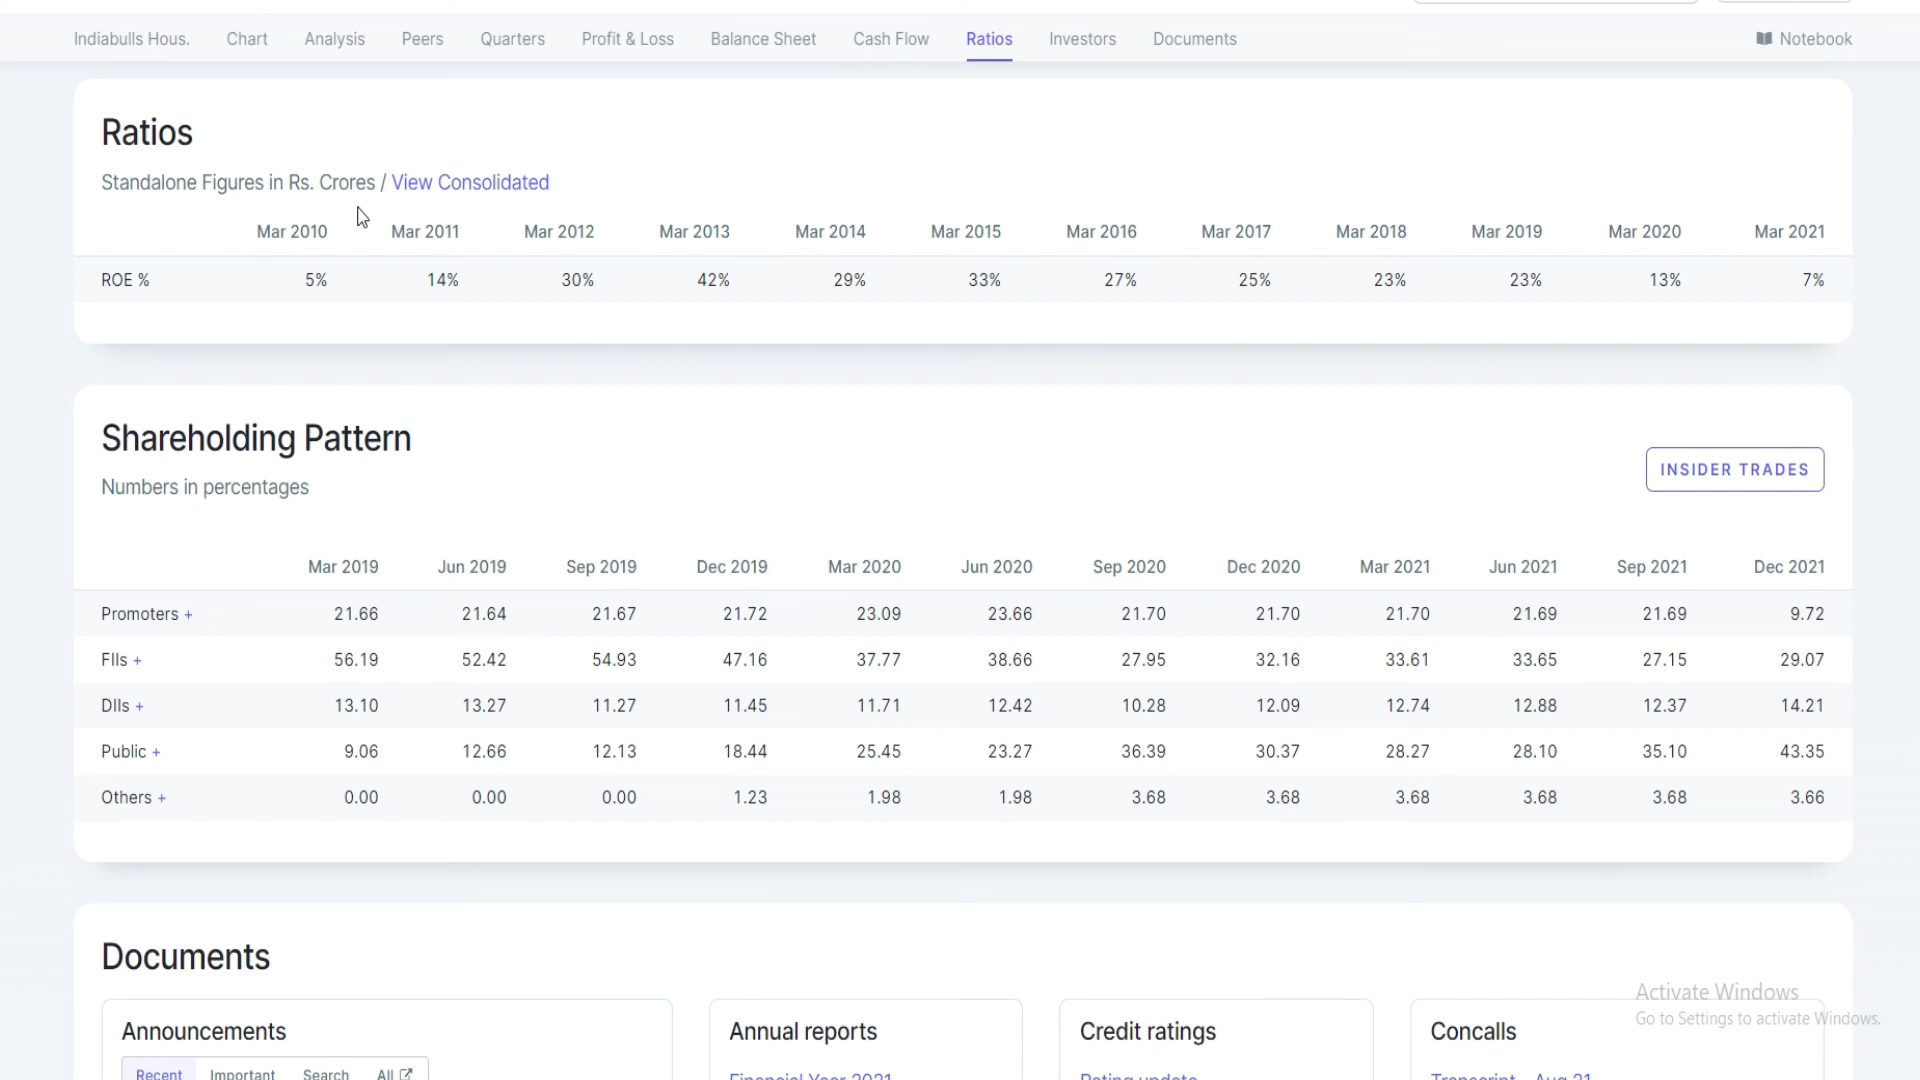 Indiabulls Hous. Chart Analysis Peers Quarters Profit & Loss Balance Sheet Cash Flow Ratios Investors Documents Notebook
Ratios
Standalone Figures in Rs. Crores / View Consolidated
Mar 2010 Mar 2011 Mar 2012 Mar 2013 Mar 2014 Mar 2015 Mar 2016 Mar 2017 Mar 2018 Mar 2019 Mar 2020 Mar 2021
ROE % 5% 14% 30% 42% 29% 33% 27% 25% 23% 23% 13% 7%
Shareholding Pattern
INSIDER TRADES
Numbers in percentages
Mar 2019 Jun 2019 Sep 2019 Dec 2019 Mar 2020 Jun 2020 Sep 2020 Dec 2020 Mar 2021 Jun 2021 Sep 2021 Dec 2021
Promoters + 21.66 21.64 21.67 21.72 23.09 23.66 21.70 21.70 21.70 21.69 21.69 9.72
FIIs + 56.19 52.42 54.93 47.16 37.77 38.66 27.95 32.16 33.61 33.65 27.15 29.07
DIIs + 13.10 13.27 11.27 11.45 11.71 12.42 10.28 12.09 12.74 12.88 12.37 14.21
Public + 9.06 12.66 12.13 18.44 25.45 23.27 36.39 30.37 28.27 28.10 35.10 43.35
Others + 0.00 0.00 0.00 1.23 1.98 1.98 3.68 3.68 3.68 3.68 3.68 3.66
Documents
Activate Windows
Go to Settings to activate Windows.
Announcements Annual reports Credit ratings Concalls
Recent Important Search All Financial Year 2021 Rating update Transcript - Aug 21